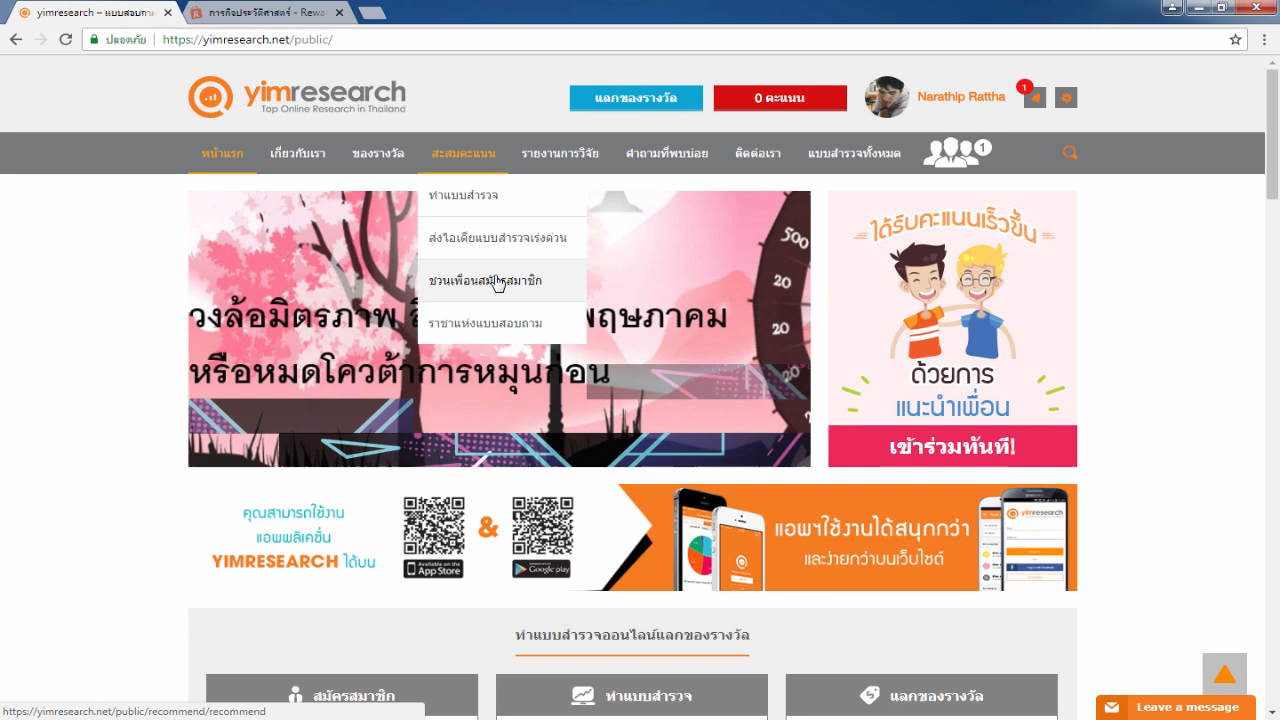 yimresearch – แบบสอบถา
ภารกิจประวัติศาสตร์ - Rewa
ปลอดภัย
https://yimresearch.net/public/
yimresearch
Top Online Research in Thailand
แลกของรางวัล
0 คะแนน
Narathip Rattha
1
หน้าแรก
เกี่ยวกับเรา
ของรางวัล
สะสมคะแนน
รายงานการวิจัย
คำถามที่พบบ่อย
ติดต่อเรา
แบบสำรวจทั้งหมด
1
ทำแบบสำรวจ
ส่งไอเดียแบบสำรวจเร่งด่วน
ชวนเพื่อนสมัครสมาชิก
ราชาแห่งแบบสอบถาม
วงล้อมิตรภาพ
พฤษภาคม
หรือหมดโควต้าการหมุนก่อน
500
20
20
20
ได้รับคะแนนเร็วขึ้น
ด้วยการ
แนะนำเพื่อน
เข้าร่วมทันที!
คุณสามารถใช้งาน
แอพพลิเคชั่น
YIMRESEARCH ได้บน
&
Available on the App Store
Google play
แอพฯใช้งานได้สนุกกว่า
และง่ายกว่าบนเว็บไซต์
yimresearch
ทำแบบสำรวจออนไลน์แลกของรางวัล
สมัครสมาชิก
ทำแบบสำรวจ
แลกของรางวัล
https://yimresearch.net/public/recommend/recommend
Leave a message